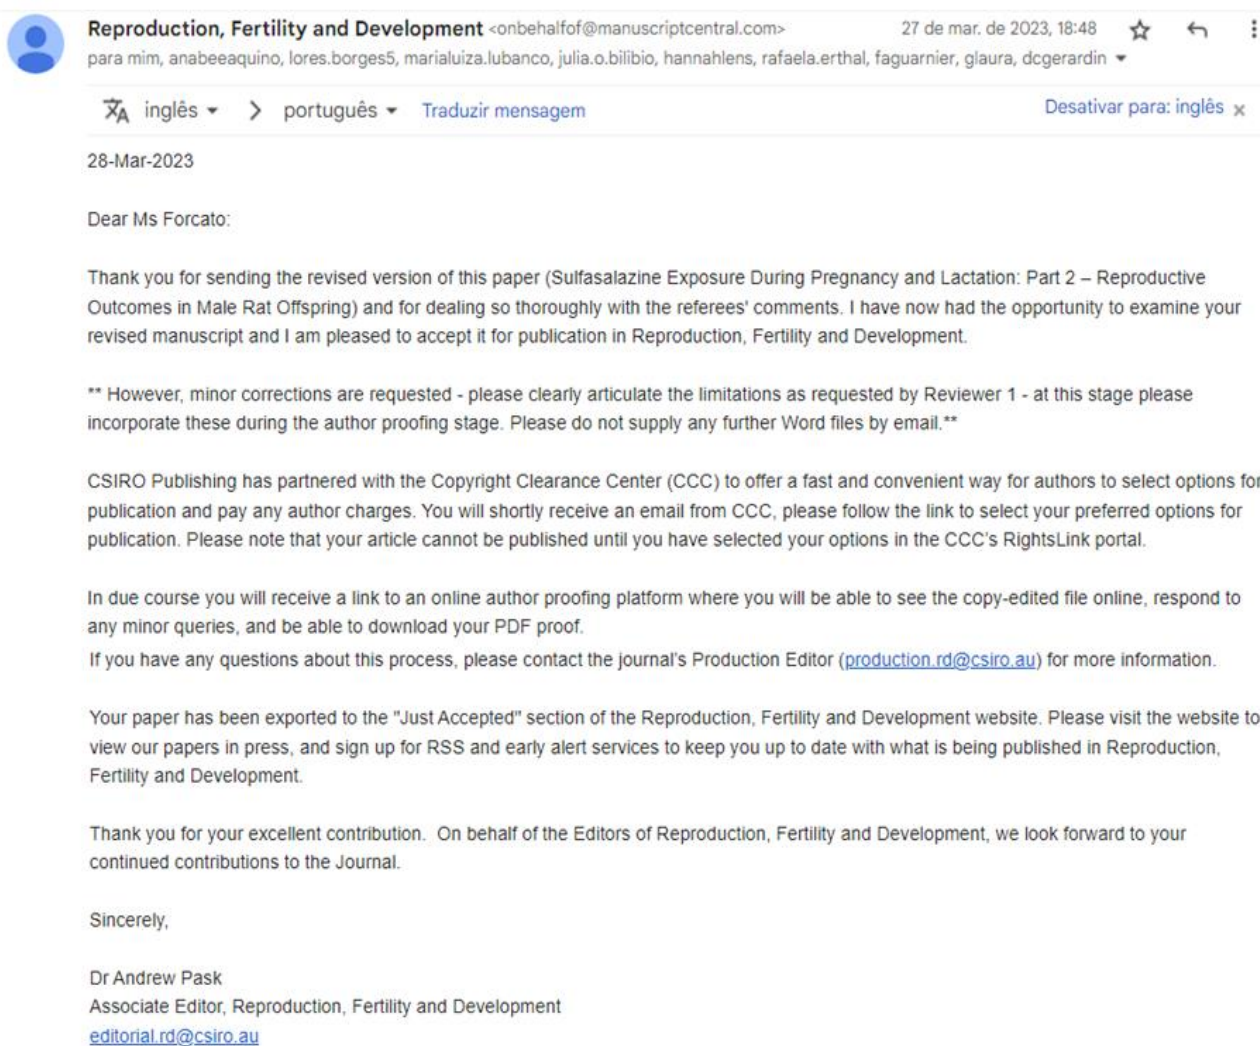 Reproduction, Fertility and Development <onbehalfof@manuscriptcentral.com> 27 de mar. de 2023, 18:48
para mim, anabeeaquino, lores.borges5, marialuiza.lubanco, julia.o.bilibio, hannahlens, rafaela.erthal, faguarnier, glaura, dcgerardin
inglês > português Traduzir mensagem Desativar para: inglês x
28-Mar-2023
Dear Ms Forcato:
Thank you for sending the revised version of this paper (Sulfasalazine Exposure During Pregnancy and Lactation: Part 2 – Reproductive
Outcomes in Male Rat Offspring) and for dealing so thoroughly with the referees' comments. I have now had the opportunity to examine your
revised manuscript and I am pleased to accept it for publication in Reproduction, Fertility and Development.
** However, minor corrections are requested - please clearly articulate the limitations as requested by Reviewer 1 - at this stage please
incorporate these during the author proofing stage. Please do not supply any further Word files by email.**
CSIRO Publishing has partnered with the Copyright Clearance Center (CCC) to offer a fast and convenient way for authors to select options for
publication and pay any author charges. You will shortly receive an email from CCC, please follow the link to select your preferred options for
publication. Please note that your article cannot be published until you have selected your options in the CCC's RightsLink portal.
In due course you will receive a link to an online author proofing platform where you will be able to see the copy-edited file online, respond to
any minor queries, and be able to download your PDF proof.
If you have any questions about this process, please contact the journal's Production Editor (production.rd@csiro.au) for more information.
Your paper has been exported to the "Just Accepted" section of the Reproduction, Fertility and Development website. Please visit the website to
view our papers in press, and sign up for RSS and early alert services to keep you up to date with what is being published in Reproduction,
Fertility and Development.
Thank you for your excellent contribution.  On behalf of the Editors of Reproduction, Fertility and Development, we look forward to your
continued contributions to the Journal.
Sincerely,
Dr Andrew Pask
Associate Editor, Reproduction, Fertility and Development
editorial.rd@csiro.au